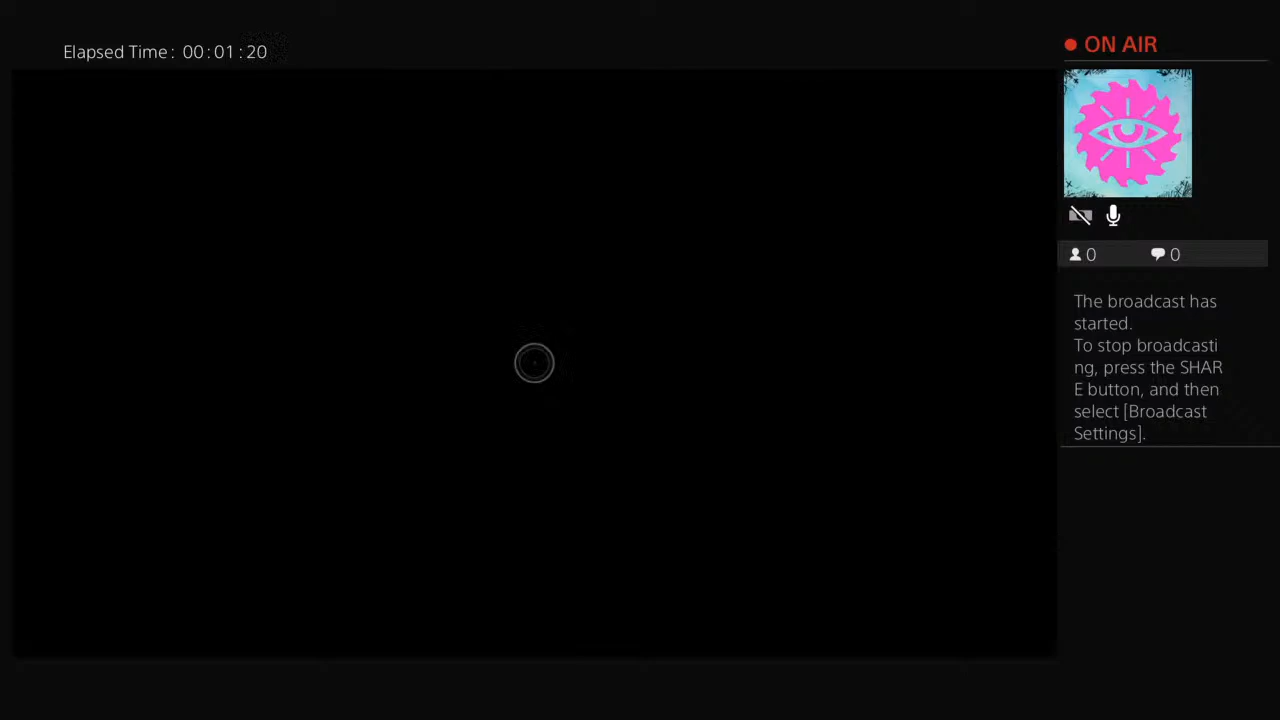 Elapsed Time: 00:01:20
ON AIR
0 0
The broadcast has
started.
To stop broadcasti
ng, press the SHAR
E button, and then
select [Broadcast
Settings].